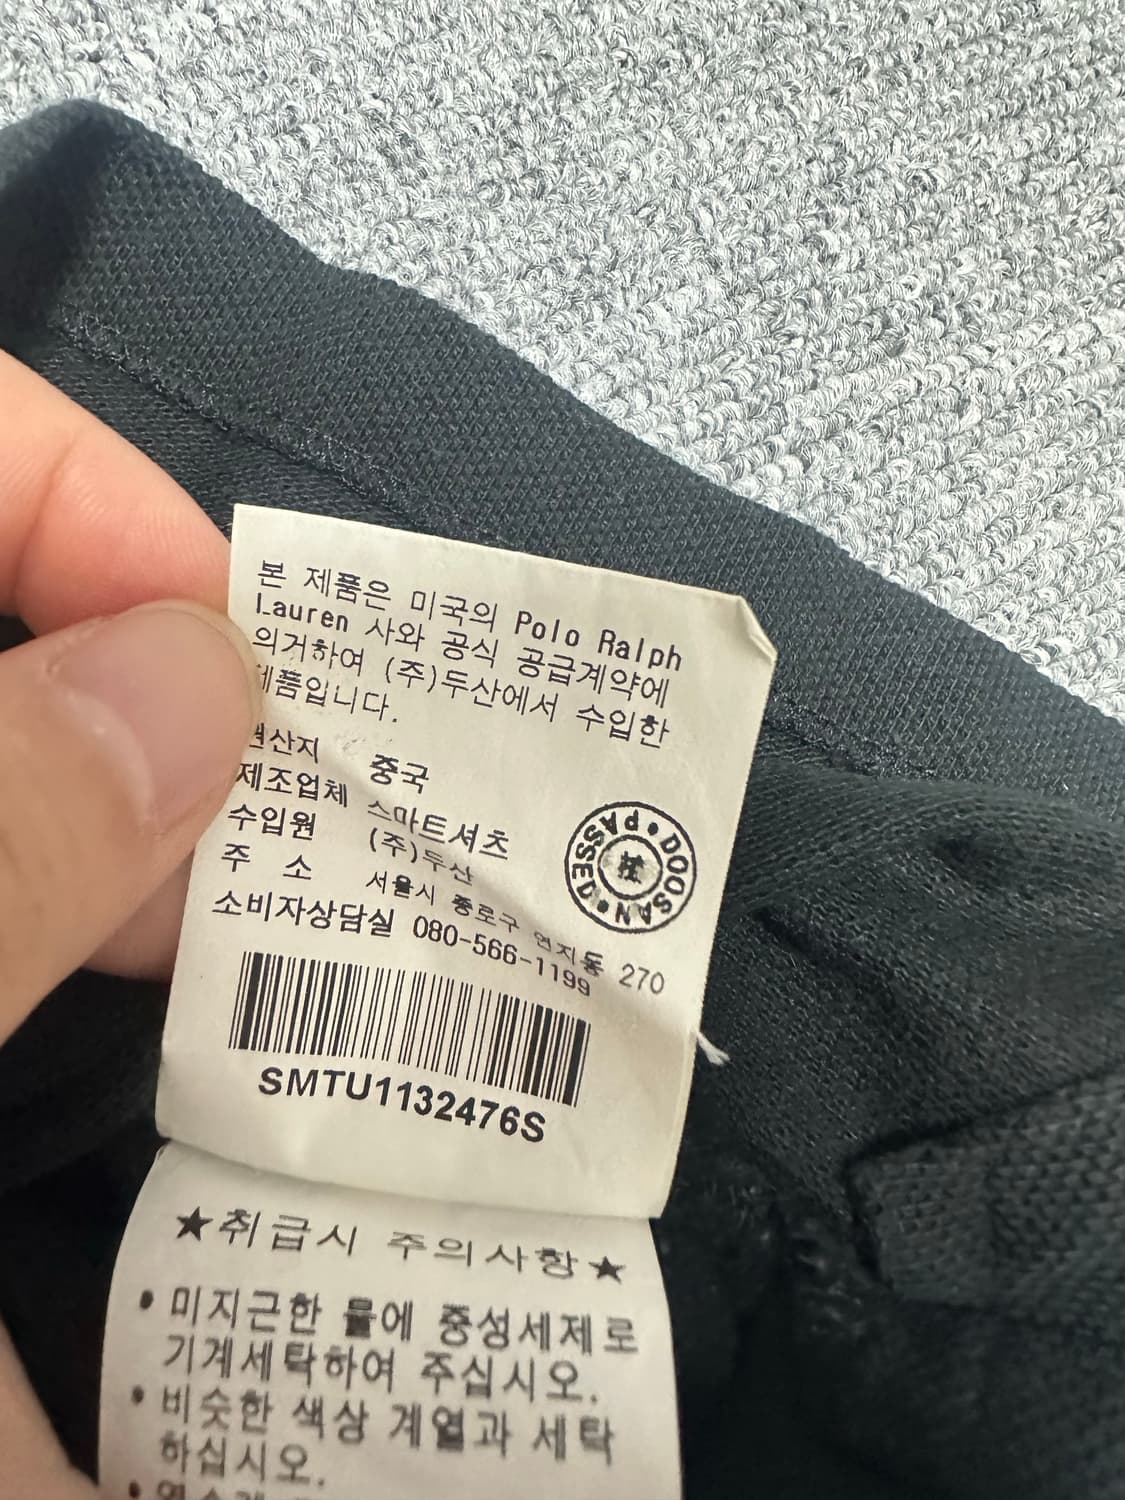 본 제품은 미국의 Polo Ralph
Lauren 사와 공식 공급계약에
의거하여 (주)두산에서 수입한
제품입니다.
원산지 중국
제조업체 스마트셔츠
수입원 (주)두산
주 소 서울시 종로구 연지동 270
소비자상담실 080-566-1199
DOOSAN • PASSED •
SMTU1132476S
★취급시 주의사항★
• 미지근한 물에 중성세제로
기계세탁하여 주십시오.
• 비슷한 색상 계열과 세탁
하십시오.